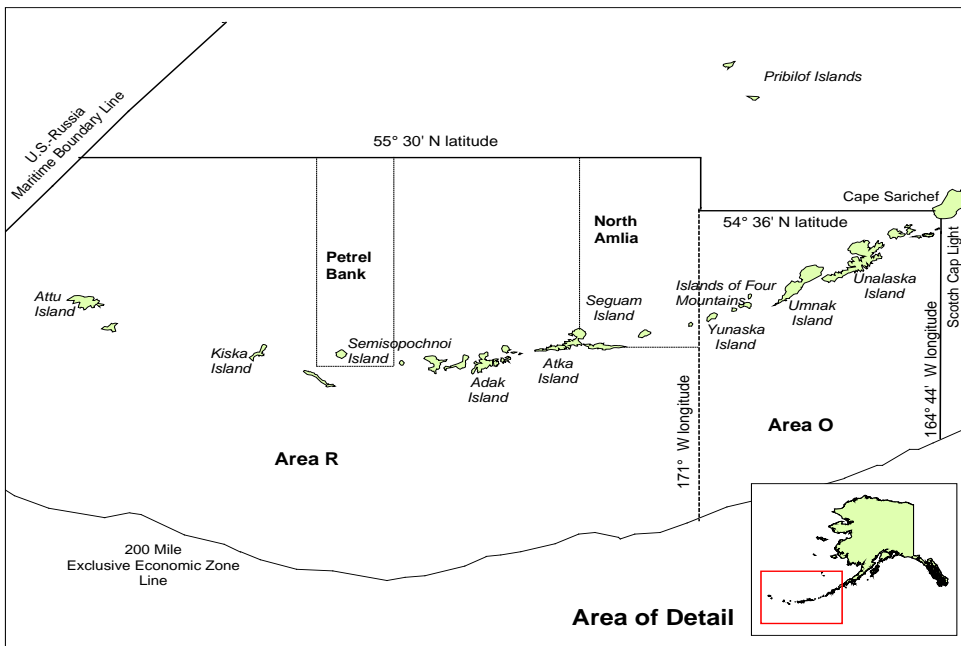 U.S.-Russia
Maritime Boundary Line
Pribilof Islands
55° 30' N latitude
Cape Sarichef
54° 36' N latitude
Scotch Cap Light
164° 44' W longitude
North
Amlia
Petrel
Bank
Attu
Island
Kiska
Island
Semisopochnoi
Island
Adak
Island
Atka
Island
Seguam
Island
Islands of Four
Mountains
Yunaska
Island
Umnak
Island
Unalaska
Island
171° W longitude
Area R
Area O
200 Mile
Exclusive Economic Zone
Line
Area of Detail